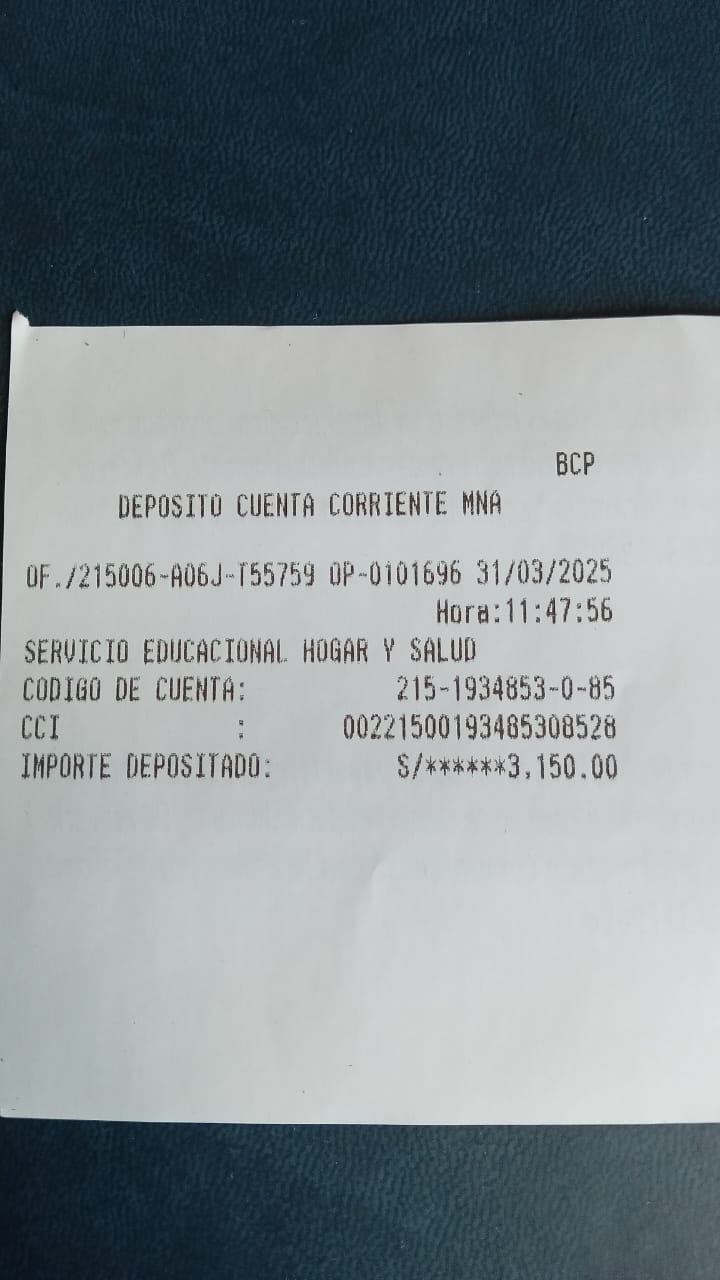 BCP
DEPOSITO CUENTA CORRIENTE MNA
OF./215006-A06J-T55759 OP-0101696 31/03/2025
Hora:11:47:56
SERVICIO EDUCACIONAL HOGAR Y SALUD
CODIGO DE CUENTA: 215-1934853-0-85
CCI : 00221500193485308528
IMPORTE DEPOSITADO: S/******3,150.00